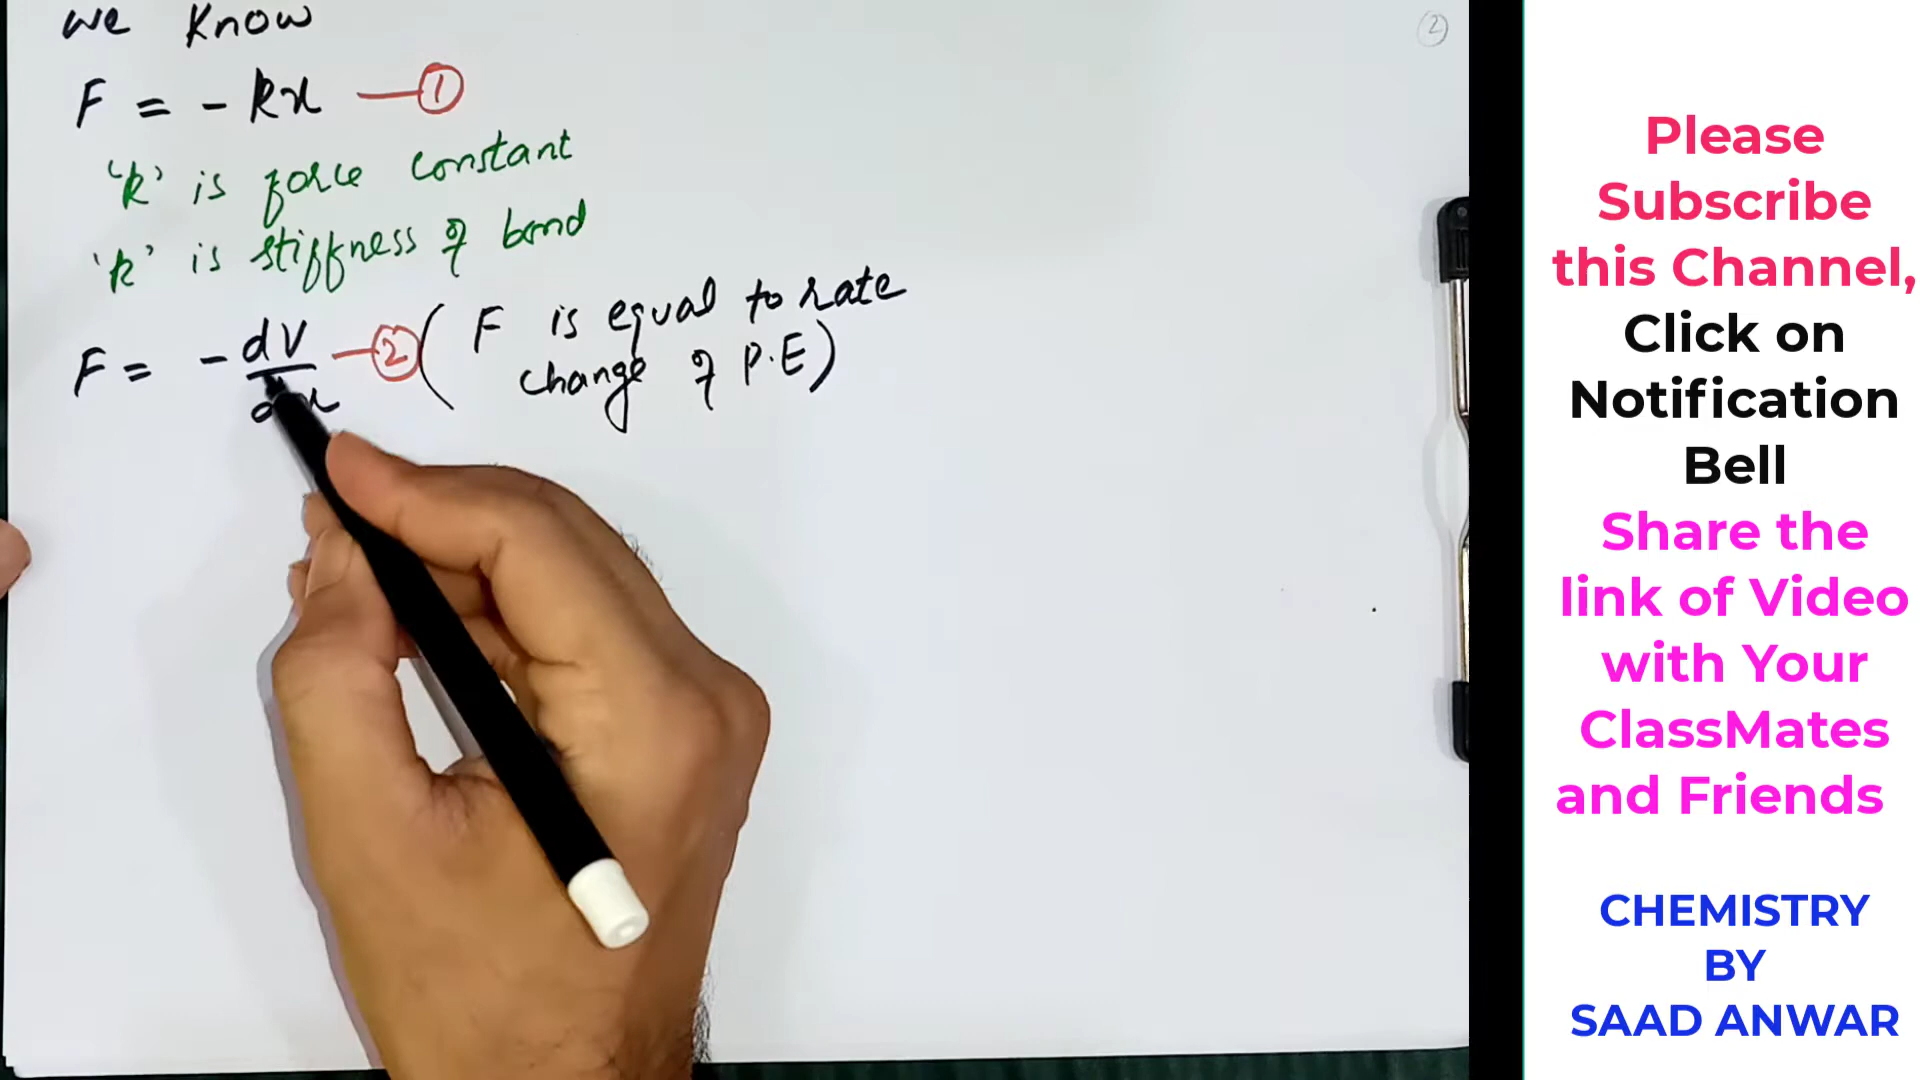 we know
F = - kx — 1
'k' is force constant
'k' is stiffness of bond
F = - dV/dx — 2 ( F is equal to rate
change of P.E )
2
Please
Subscribe
this Channel,
Click on
Notification
Bell
Share the
link of Video
with Your
ClassMates
and Friends
CHEMISTRY
BY
SAAD ANWAR